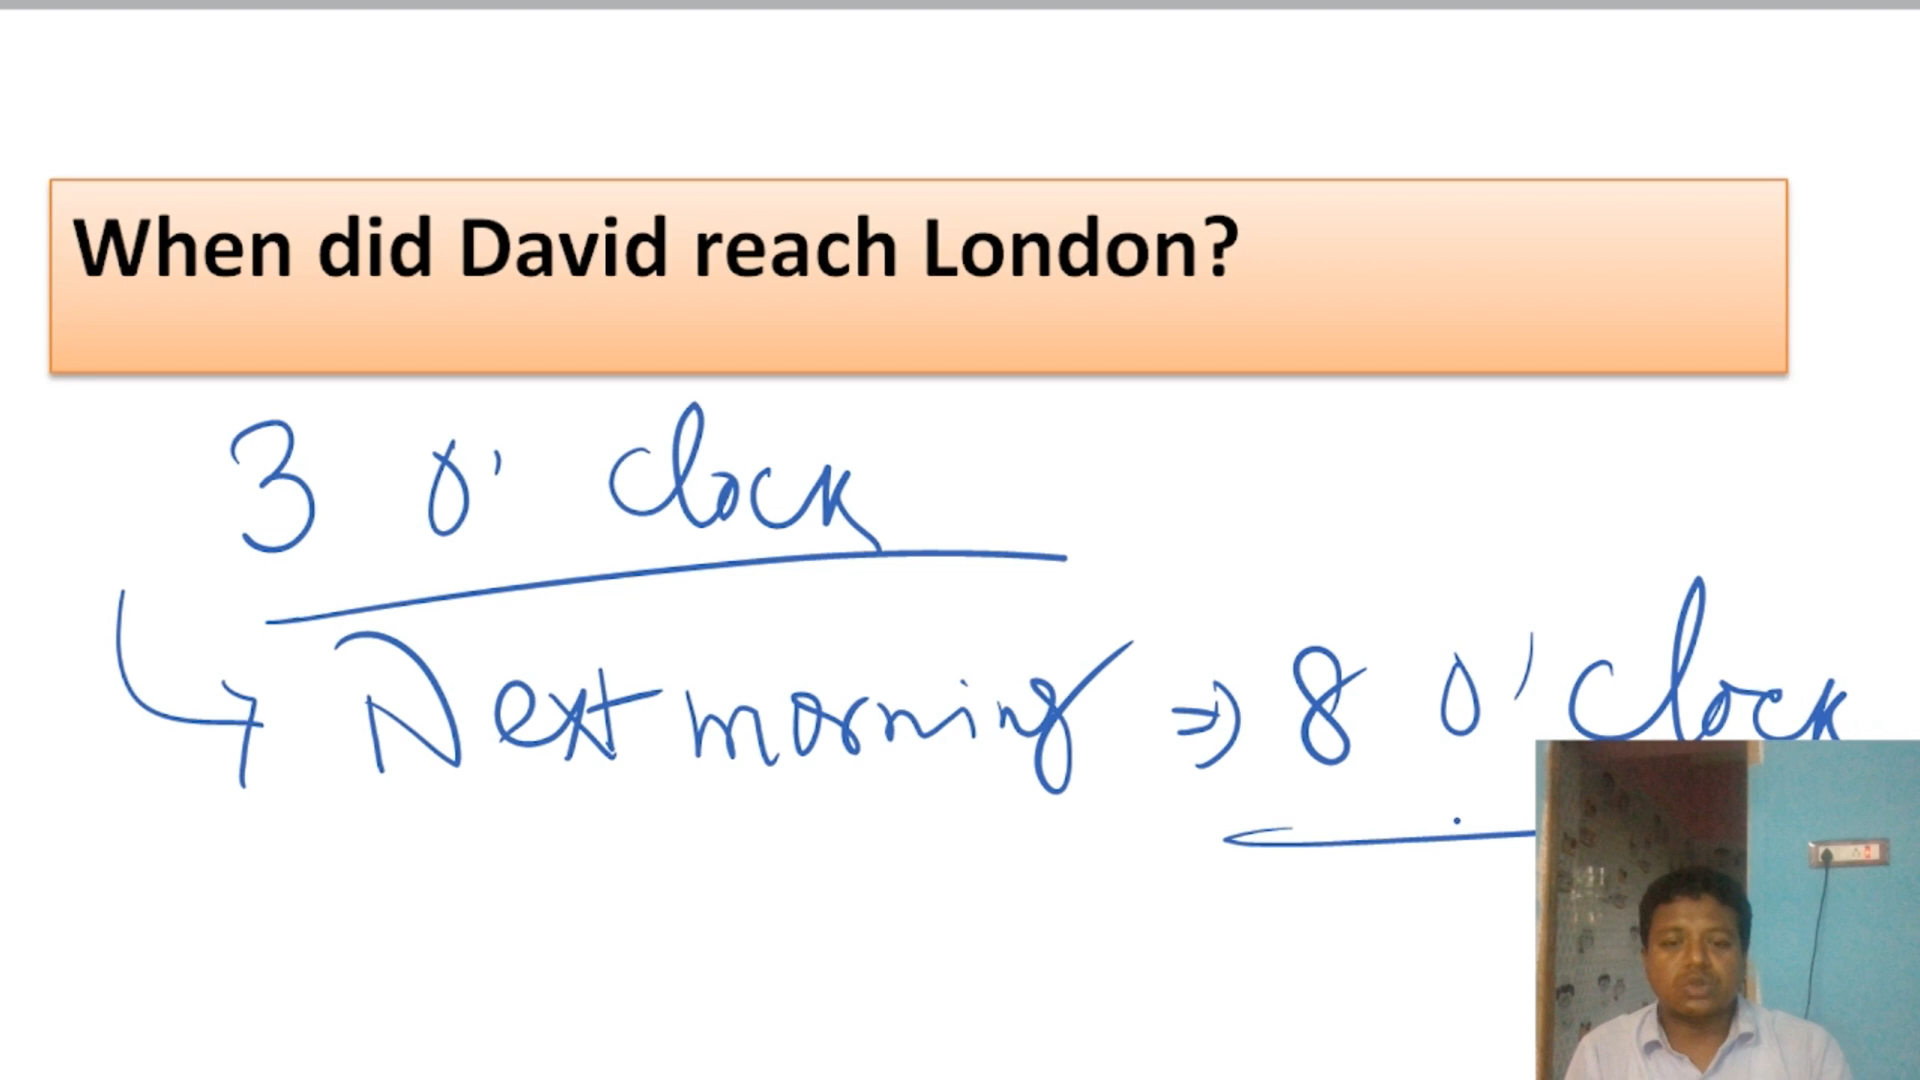 When did David reach London?
3 O' Clock
Next morning ⇒ 8 O' Clock